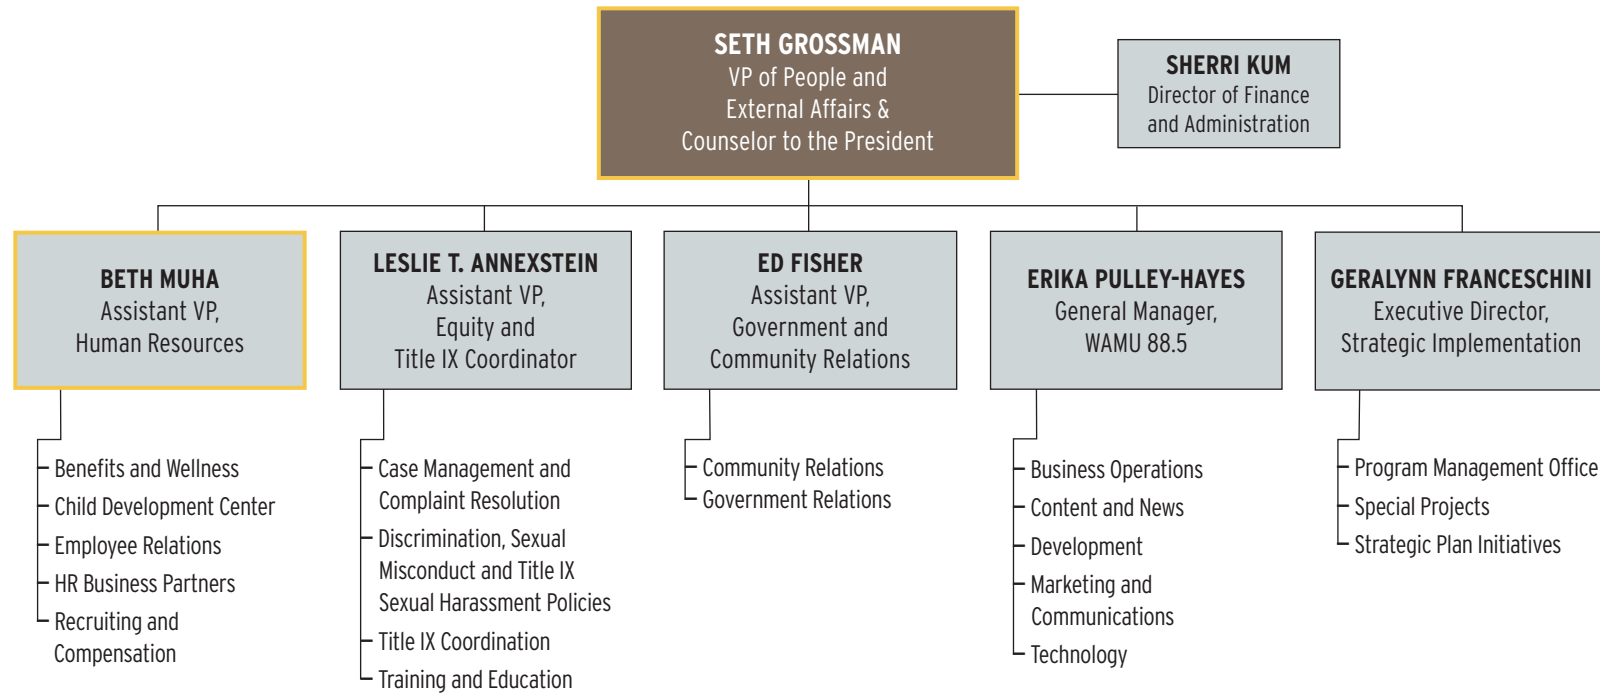 SETH GROSSMAN
VP of People and
External Affairs &
Counselor to the President
SHERRI KUM
Director of Finance
and Administration
BETH MUHA
Assistant VP,
Human Resources
Benefits and Wellness
Child Development Center
Employee Relations
HR Business Partners
Recruiting and
Compensation
LESLIE T. ANNEXSTEIN
Assistant VP,
Equity and
Title IX Coordinator
Case Management and
Complaint Resolution
Discrimination, Sexual
Misconduct and Title IX
Sexual Harassment Policies
Title IX Coordination
Training and Education
ED FISHER
Assistant VP,
Government and
Community Relations
Community Relations
Government Relations
ERIKA PULLEY-HAYES
General Manager,
WAMU 88.5
Business Operations
Content and News
Development
Marketing and
Communications
Technology
GERALYNN FRANCESCHINI
Executive Director,
Strategic Implementation
Program Management Office
Special Projects
Strategic Plan Initiatives